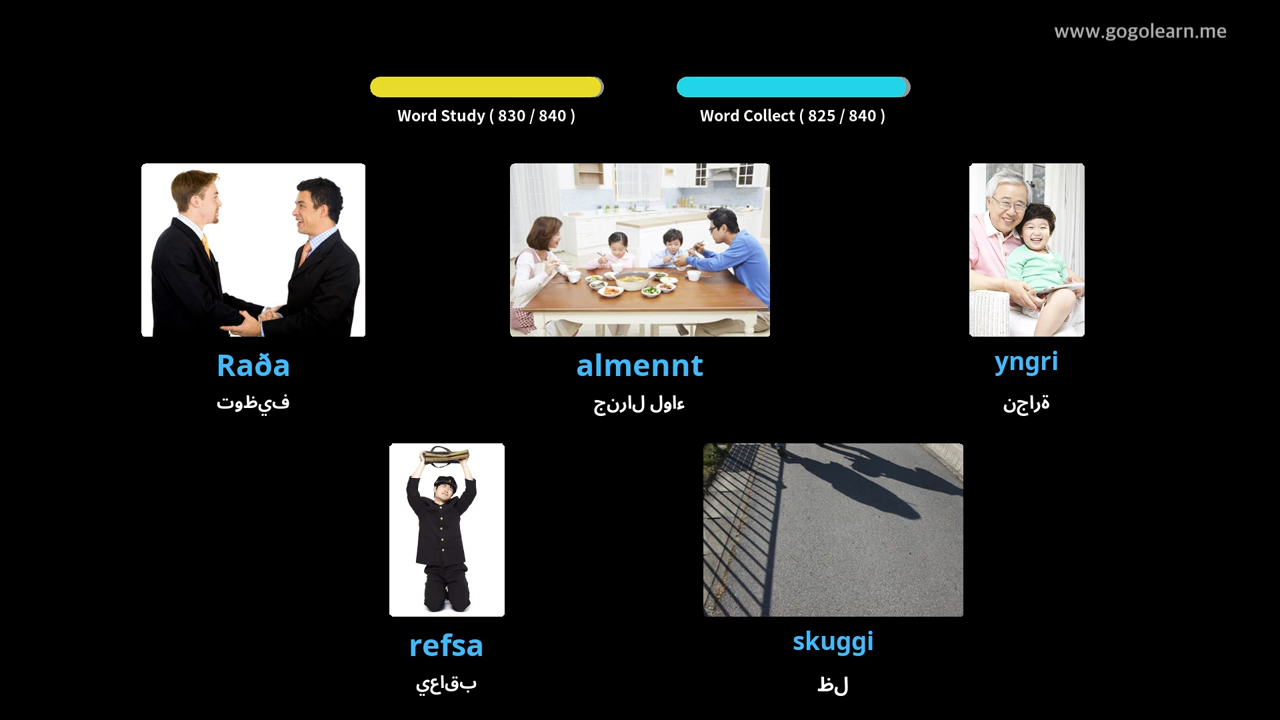 www.gogolearn.me
Word Study ( 830 / 840 )
Word Collect ( 825 / 840 )
Raða
فيظوت
almennt
ءاول لارنج
yngri
ةراجن
refsa
بقاعي
skuggi
لظ